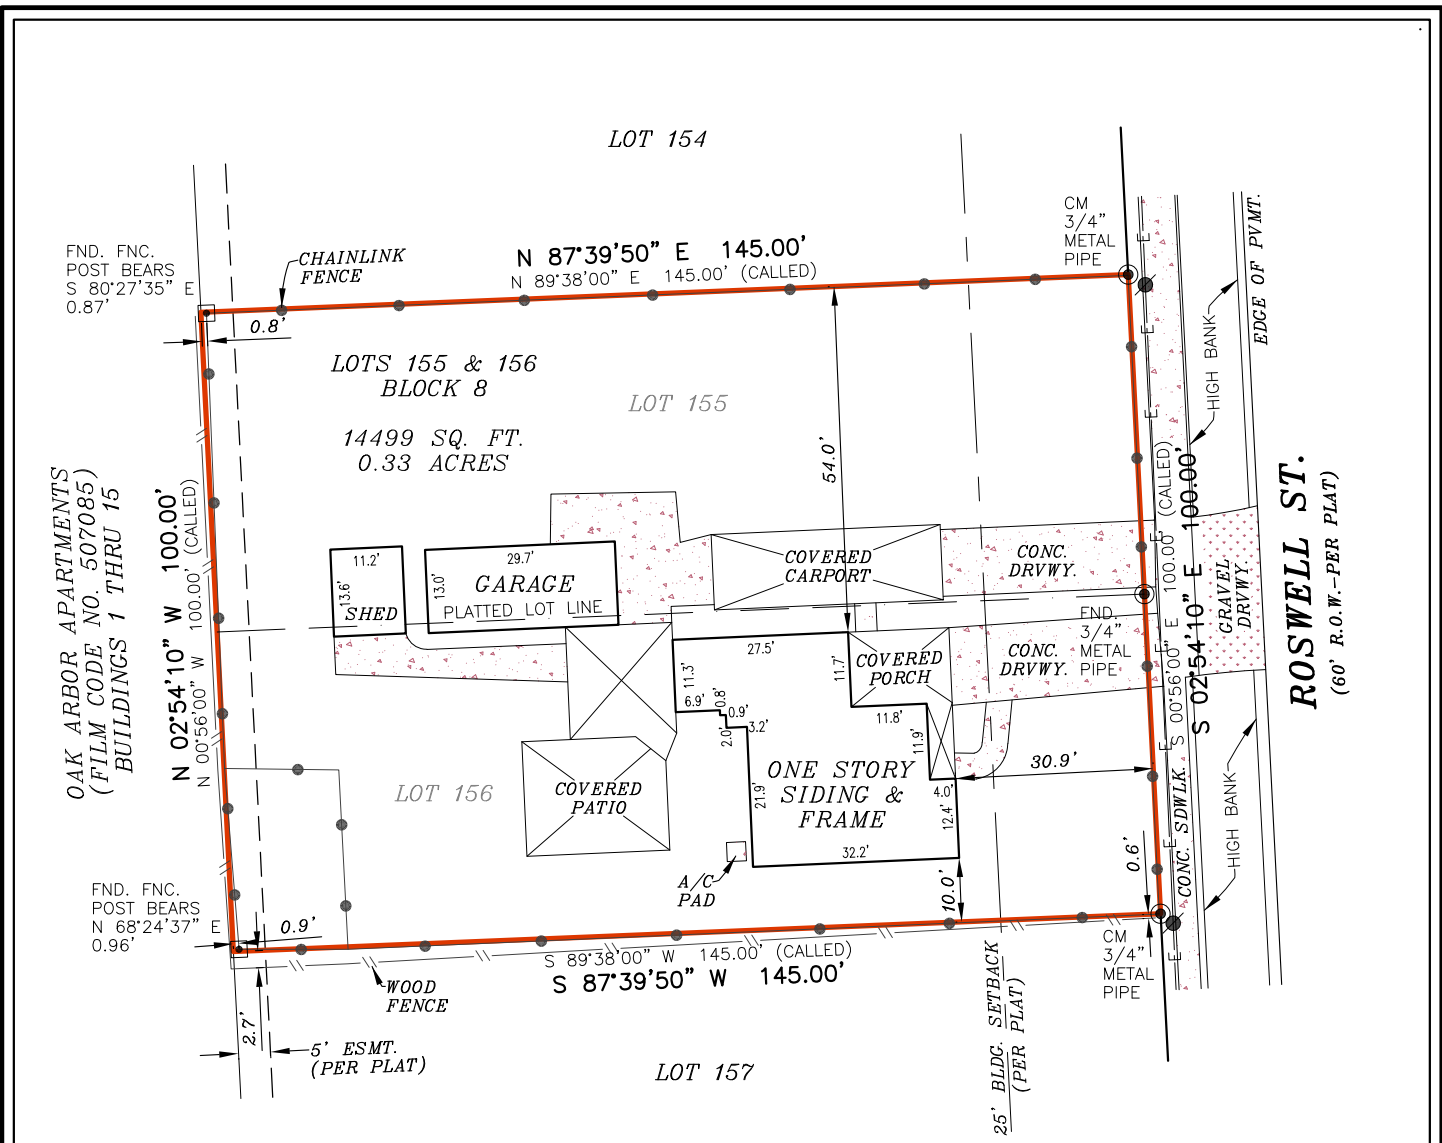 LOT 154
CM
3/4"
METAL
PIPE
FND. FNC.
POST BEARS
S 80°27'35" E
0.87'
CHAINLINK
FENCE
N 87°39'50" E 145.00'
N 89°38'00" E 145.00' (CALLED)
0.8'
LOTS 155 & 156
BLOCK 8
14499 SQ. FT.
0.33 ACRES
LOT 155
54.0'
E
E
E
E
E
E
E
E
E
HIGH BANK
EDGE OF PVMT.
OAK ARBOR APARTMENTS
(FILM CODE NO. 507085)
BUILDINGS 1 THRU 15
N 02°54'10" W 100.00'
N 00°56'00" W 100.00' (CALLED)
11.2'
13.6'
SHED
29.7'
13.0'
GARAGE
PLATTED LOT LINE
COVERED
CARPORT
CONC.
DRVWY.
FND.
3/4"
METAL
PIPE
CONC.
DRVWY.
COVERED
PORCH
S 00°56'00" E 100.00' (CALLED)
S 02°54'10" E 100.00'
GRAVEL
DRVWY.
ROSWELL ST.
(60' R.O.W.-PER PLAT)
27.5'
11.3'
11.7'
6.9'
0.8'
0.9'
2.0'
3.2'
11.8'
11.9'
21.9'
4.0'
12.4'
32.2'
30.9'
ONE STORY
SIDING &
FRAME
LOT 156
COVERED
PATIO
A/C
PAD
10.0'
0.6'
CONC. SDWLK.
HIGH BANK
FND. FNC.
POST BEARS
N 68°24'37" E
0.96'
0.9'
S 89°38'00" W 145.00' (CALLED)
S 87°39'50" W 145.00'
WOOD
FENCE
2.7'
5' ESMT.
(PER PLAT)
LOT 157
25' BLDG. SETBACK
(PER PLAT)
CM
3/4"
METAL
PIPE